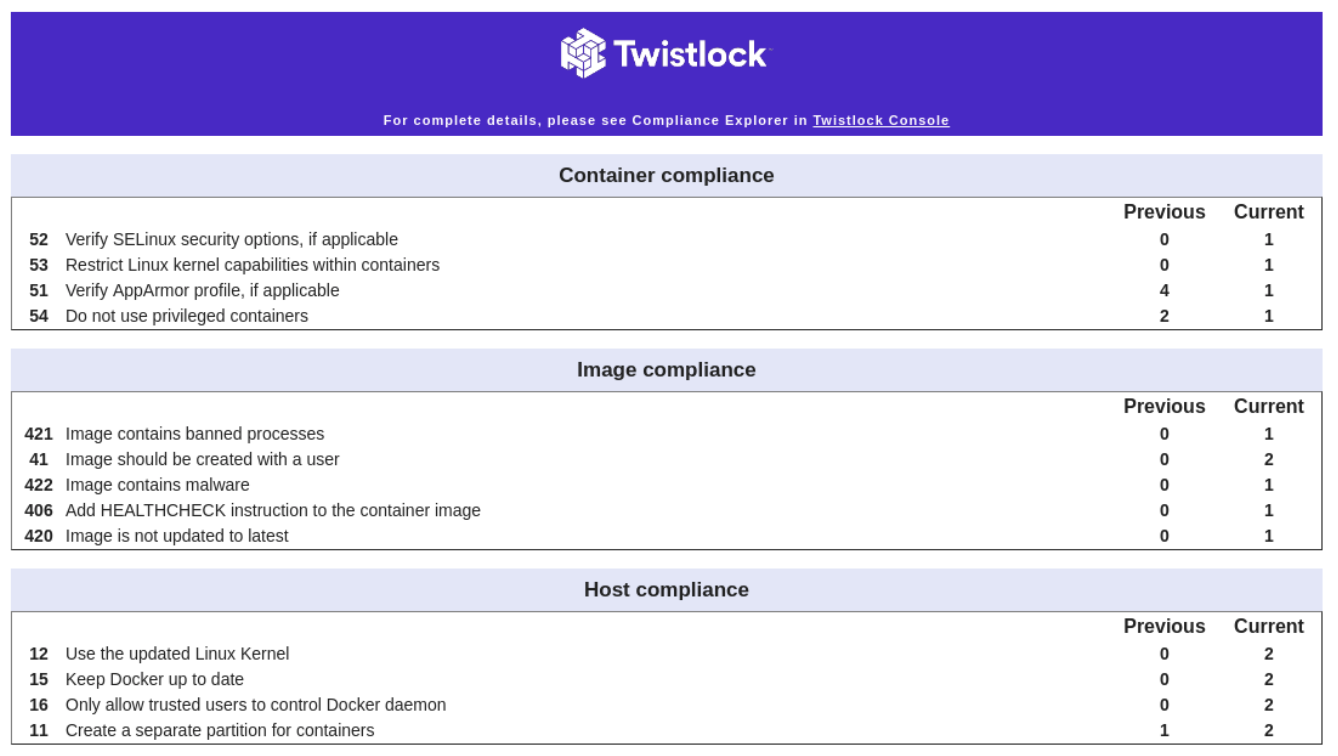 Twistlock
For complete details, please see Compliance Explorer in Twistlock Console
Container compliance
Previous Current
52 Verify SELinux security options, if applicable 0 1
53 Restrict Linux kernel capabilities within containers 0 1
51 Verify AppArmor profile, if applicable 4 1
54 Do not use privileged containers 2 1
Image compliance
Previous Current
421 Image contains banned processes 0 1
41 Image should be created with a user 0 2
422 Image contains malware 0 1
406 Add HEALTHCHECK instruction to the container image 0 1
420 Image is not updated to latest 0 1
Host compliance
Previous Current
12 Use the updated Linux Kernel 0 2
15 Keep Docker up to date 0 2
16 Only allow trusted users to control Docker daemon 0 2
11 Create a separate partition for containers 1 2